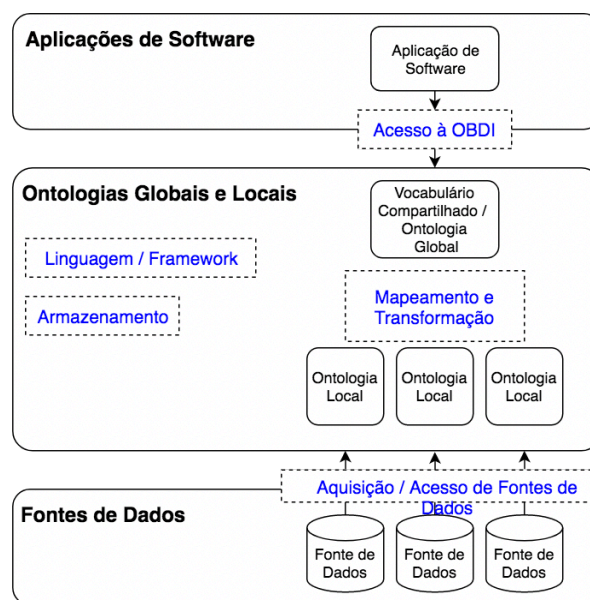 Aplicações de Software
Aplicação de
Software
Acesso à OBDI
Ontologias Globais e Locais
Vocabulário
Compartilhado /
Ontologia
Global
Linguagem / Framework
Armazenamento
Mapeamento e
Transformação
Ontologia
Local
Ontologia
Local
Ontologia
Local
Aquisição / Acesso de Fontes de
Dados
Fontes de Dados
Fonte de
Dados
Fonte de
Dados
Fonte de
Dados